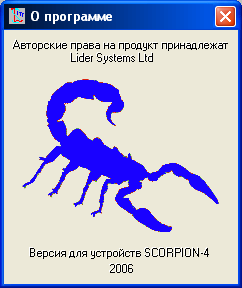 О программе
Авторские права на продукт принадлежат
Lider Systems Ltd
Версия для устройств SCORPION-4
2006